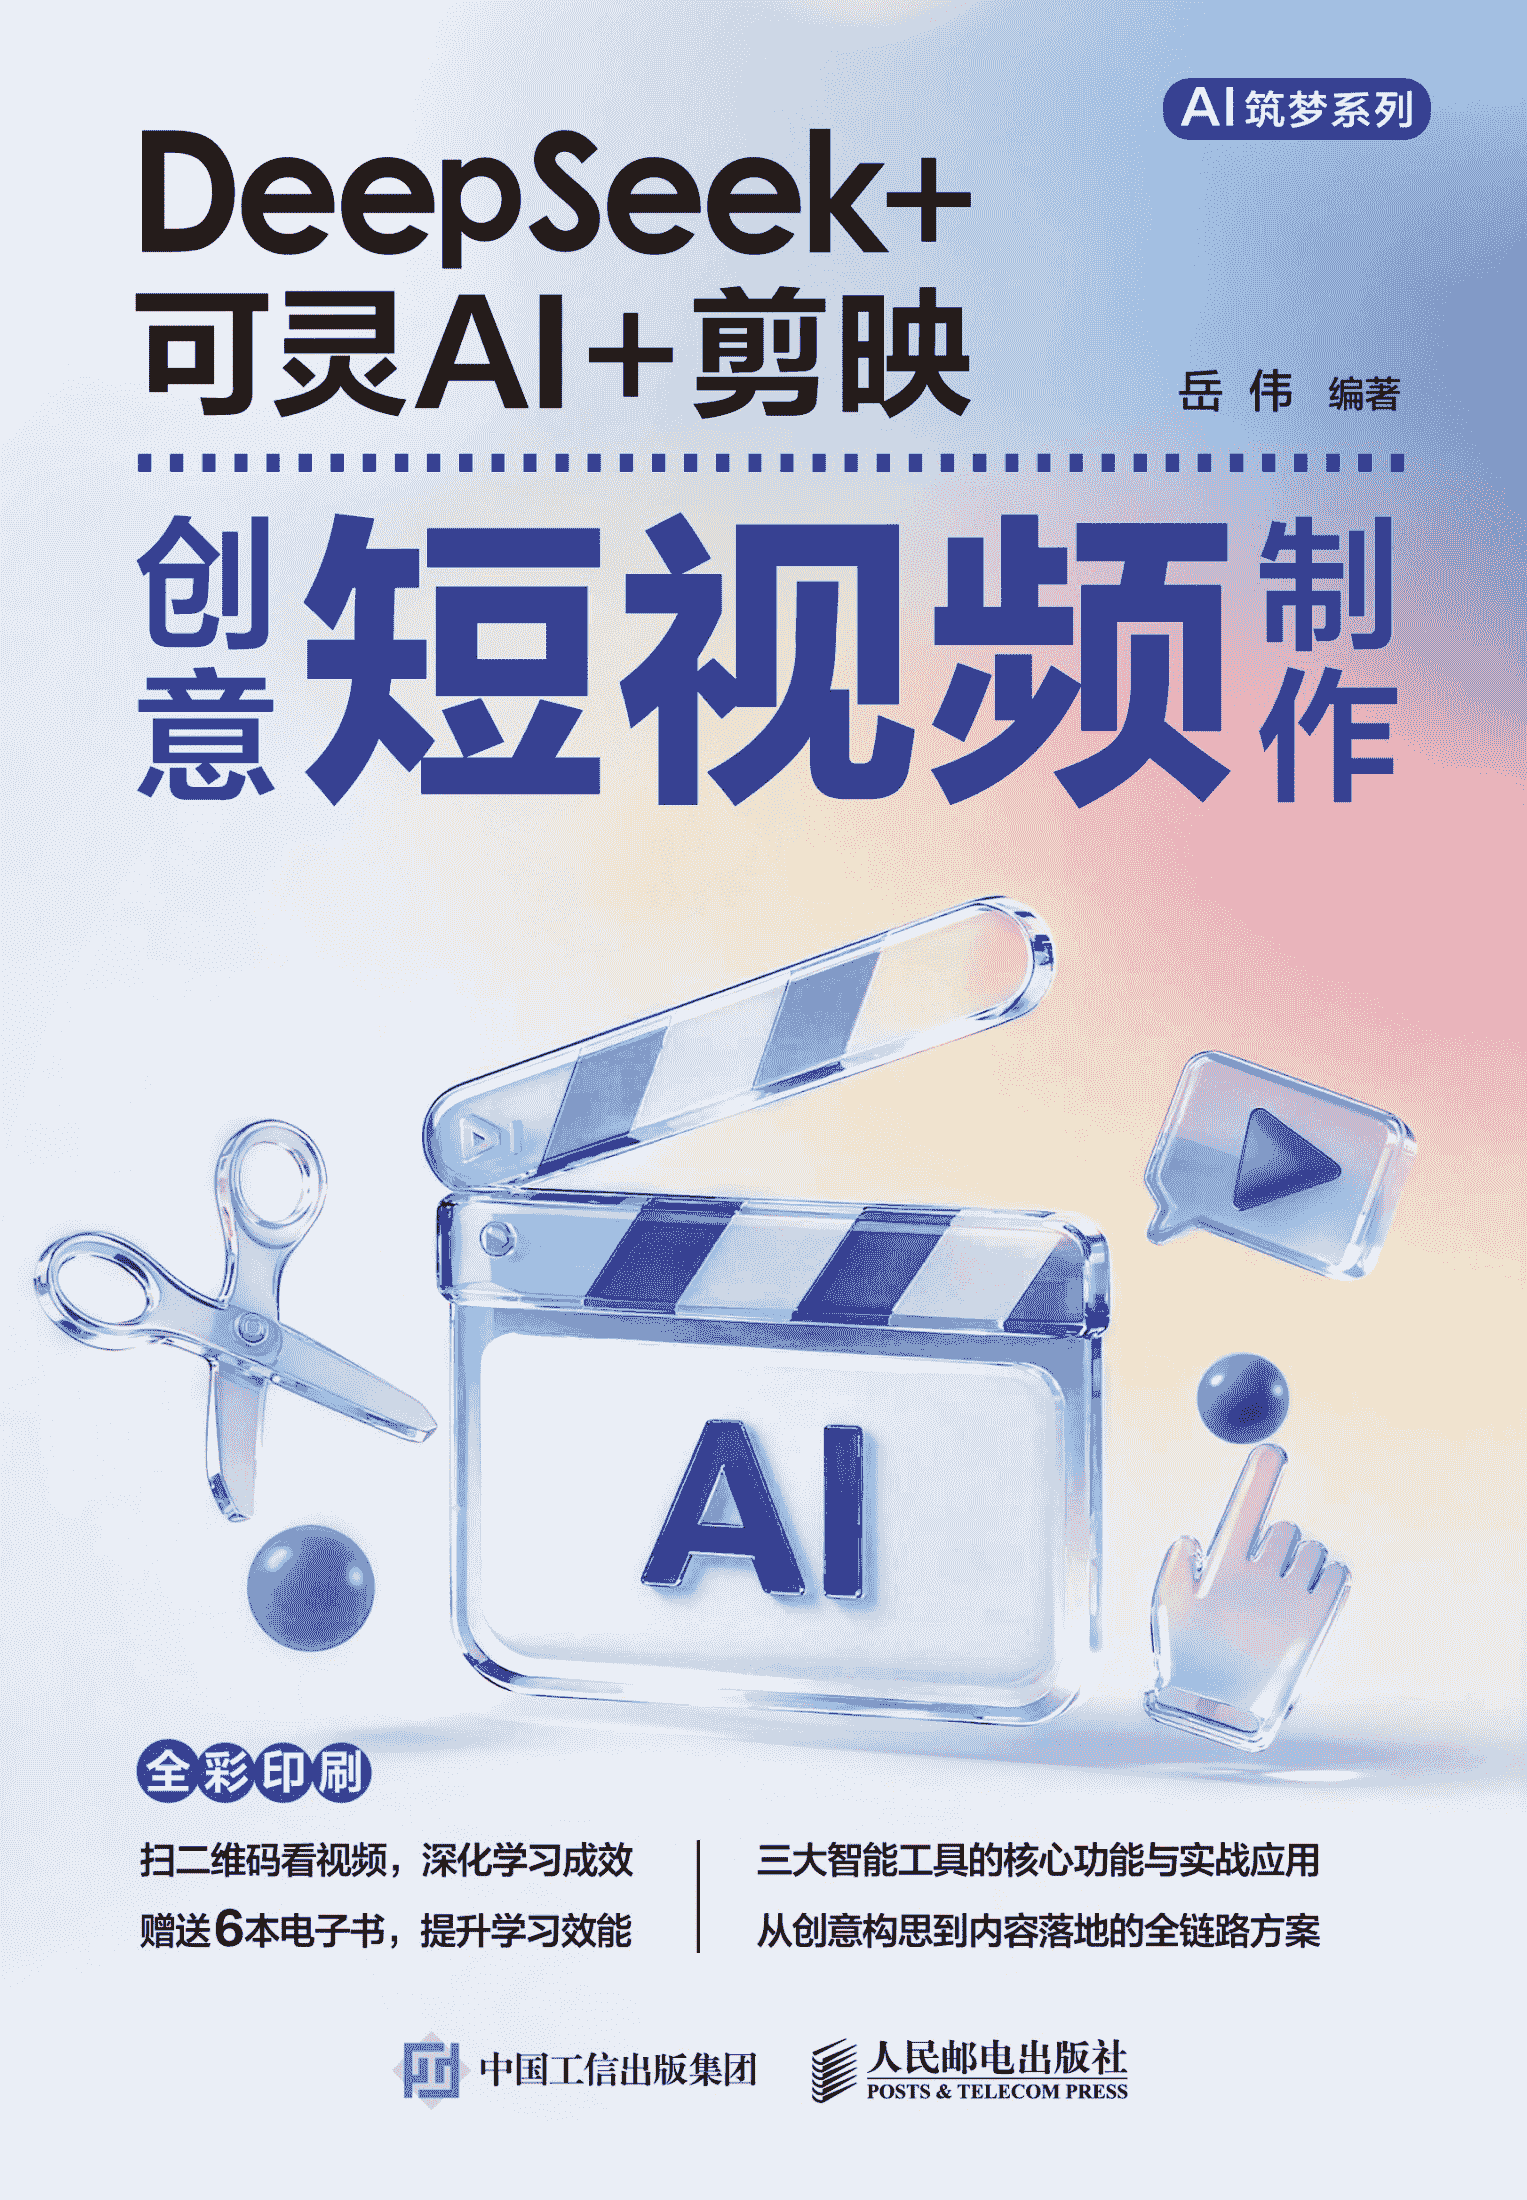 AI筑梦系列
DeepSeek+
可灵AI+剪映
岳 伟 编著
创意短视频制作
AI
AI
全彩印刷
扫二维码看视频，深化学习成效
赠送6本电子书，提升学习效能
三大智能工具的核心功能与实战应用
从创意构思到内容落地的全链路方案
中国工信出版集团
人民邮电出版社
POSTS & TELECOM PRESS